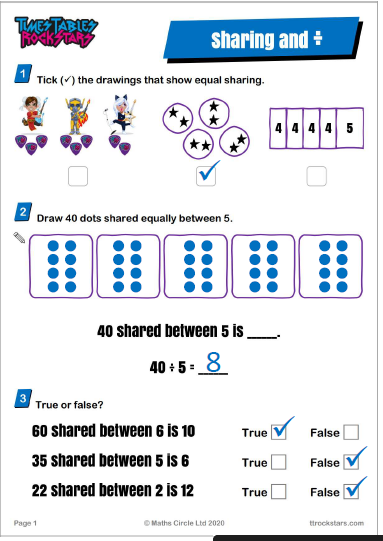 TIMES TABLES
ROCK STARS
Sharing and ÷
1
Tick (✓) the drawings that show equal sharing.
4 4 4 4 5
2
Draw 40 dots shared equally between 5.
40 shared between 5 is ____.
40 ÷ 5 = 8
3
True or false?
60 shared between 6 is 10 True ✓ False
35 shared between 5 is 6 True False ✓
22 shared between 2 is 12 True False ✓
Page 1 © Maths Circle Ltd 2020 ttrockstars.com